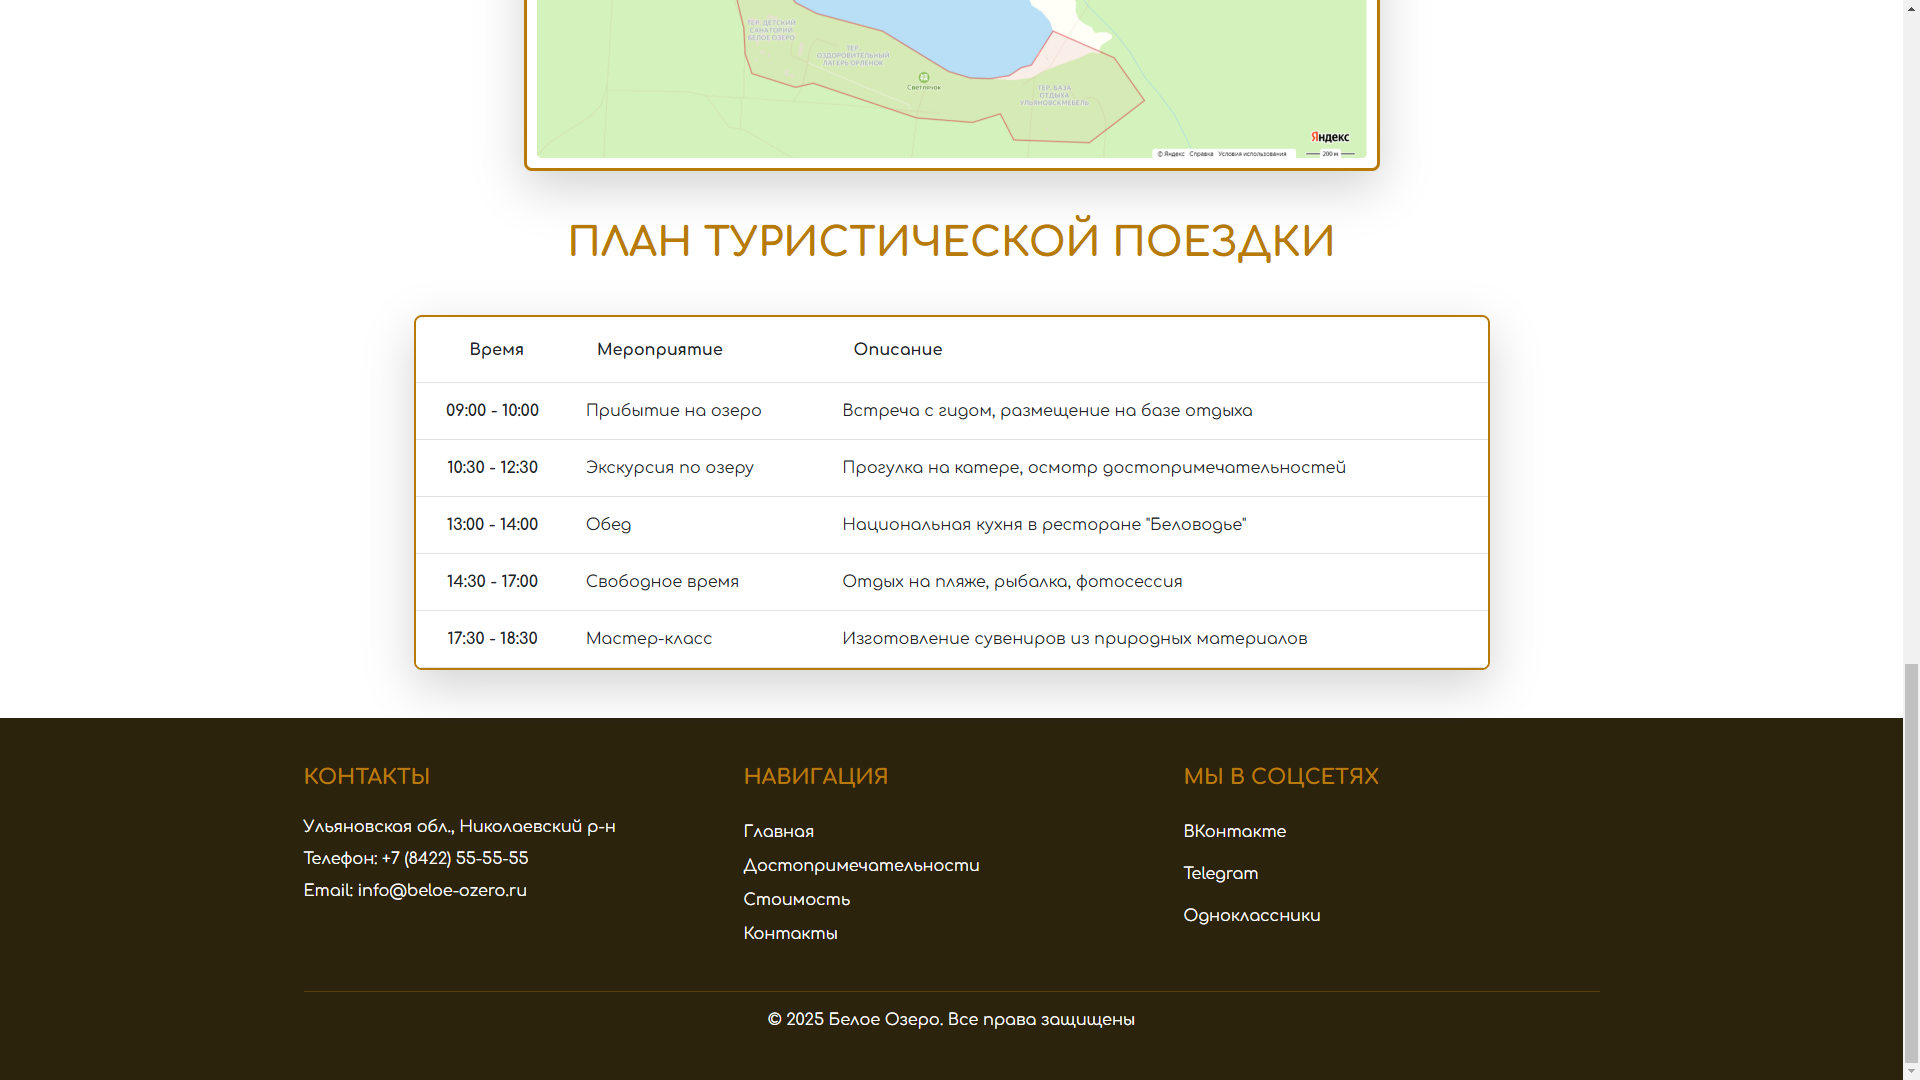 ТЕР. ДЕТСКИЙ
САНАТОРИЙ
БЕЛОЕ ОЗЕРО
ТЕР.
ОЗДОРОВИТЕЛЬНЫЙ
ЛАГЕРЬ ОРЛЕНОК
Светлячок
ТЕР. БАЗА
ОТДЫХА
УЛЬЯНОВСКМЕБЕЛЬ
Яндекс
© Яндекс Справка Условия использования 200 м
ПЛАН ТУРИСТИЧЕСКОЙ ПОЕЗДКИ
Время Мероприятие Описание
09:00 - 10:00 Прибытие на озеро Встреча с гидом, размещение на базе отдыха
10:30 - 12:30 Экскурсия по озеру Прогулка на катере, осмотр достопримечательностей
13:00 - 14:00 Обед Национальная кухня в ресторане "Беловодье"
14:30 - 17:00 Свободное время Отдых на пляже, рыбалка, фотосессия
17:30 - 18:30 Мастер-класс Изготовление сувениров из природных материалов
КОНТАКТЫ
Ульяновская обл., Николаевский р-н
Телефон: +7 (8422) 55-55-55
Email: info@beloe-ozero.ru
НАВИГАЦИЯ
Главная
Достопримечательности
Стоимость
Контакты
МЫ В СОЦСЕТЯХ
ВКонтакте
Telegram
Одноклассники
© 2025 Белое Озеро. Все права защищены